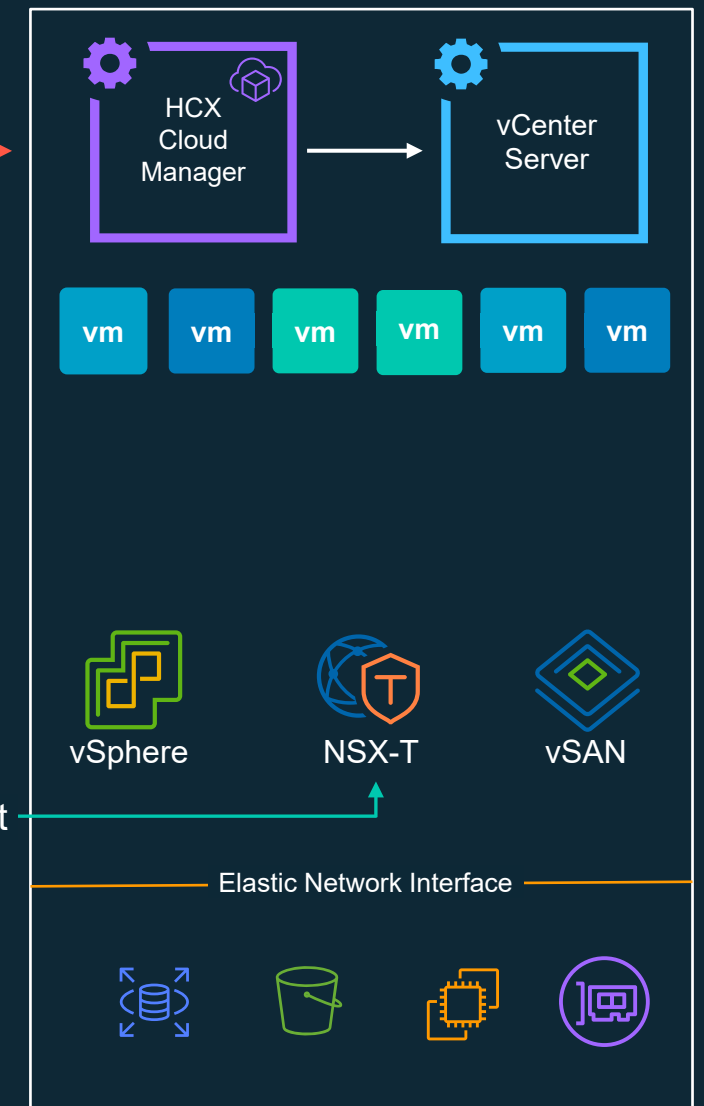 HCX
Cloud
Manager
vCenter
Server
vm vm vm vm vm vm
vSphere NSX-T vSAN
t
Elastic Network Interface